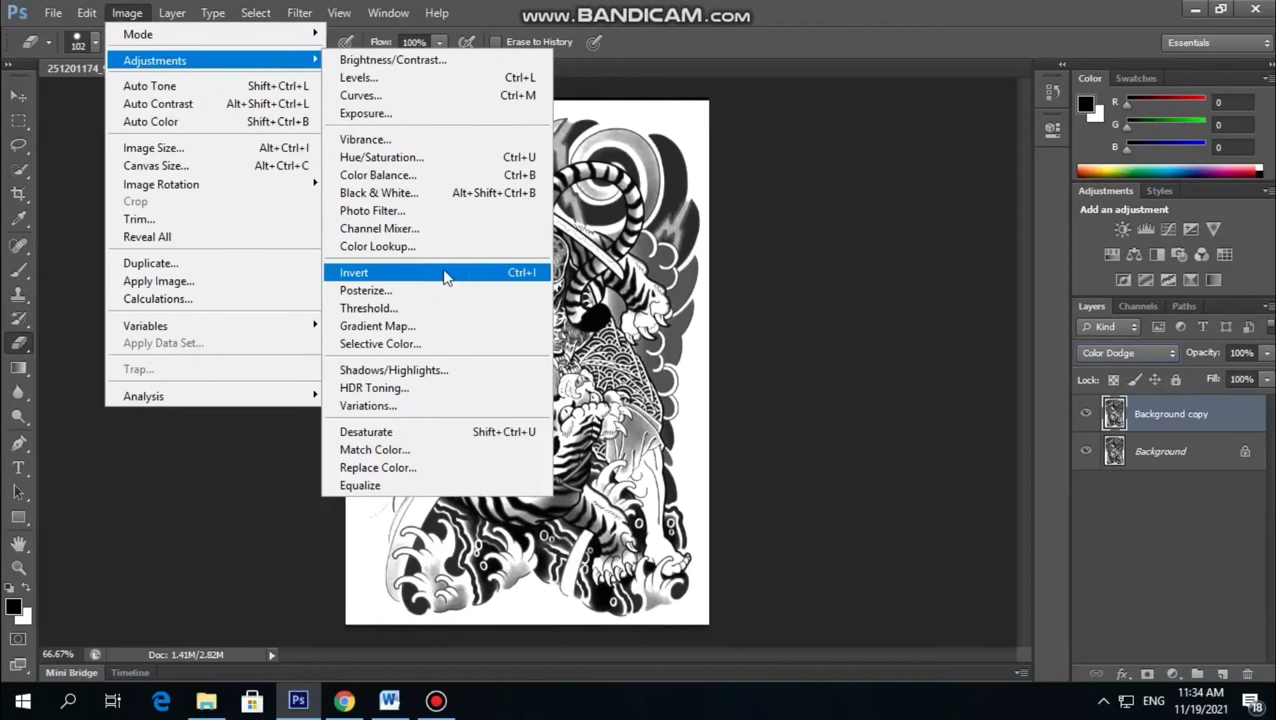 Ps File Edit Image Layer Type Select Filter View Window Help
www.BANDICAM.com
102
Flow: 100% Erase to History
Essentials
251201174_
Mode
Adjustments
Auto Tone Shift+Ctrl+L
Auto Contrast Alt+Shift+Ctrl+L
Auto Color Shift+Ctrl+B
Image Size... Alt+Ctrl+I
Canvas Size... Alt+Ctrl+C
Image Rotation
Crop
Trim...
Reveal All
Duplicate...
Apply Image...
Calculations...
Variables
Apply Data Set...
Trap...
Analysis
Brightness/Contrast...
Levels... Ctrl+L
Curves... Ctrl+M
Exposure...
Vibrance...
Hue/Saturation... Ctrl+U
Color Balance... Ctrl+B
Black & White... Alt+Shift+Ctrl+B
Photo Filter...
Channel Mixer...
Color Lookup...
Invert Ctrl+I
Posterize...
Threshold...
Gradient Map...
Selective Color...
Shadows/Highlights...
HDR Toning...
Variations...
Desaturate Shift+Ctrl+U
Match Color...
Replace Color...
Equalize
Color Swatches
R 0
G 0
B 0
Adjustments Styles
Add an adjustment
Layers Channels Paths
Kind
Color Dodge Opacity: 100%
Lock: Fill: 100%
Background copy
Background
66.67% Doc: 1.41M/2.82M
Mini Bridge Timeline
Ps
W
ENG
11:34 AM
11/19/2021
18